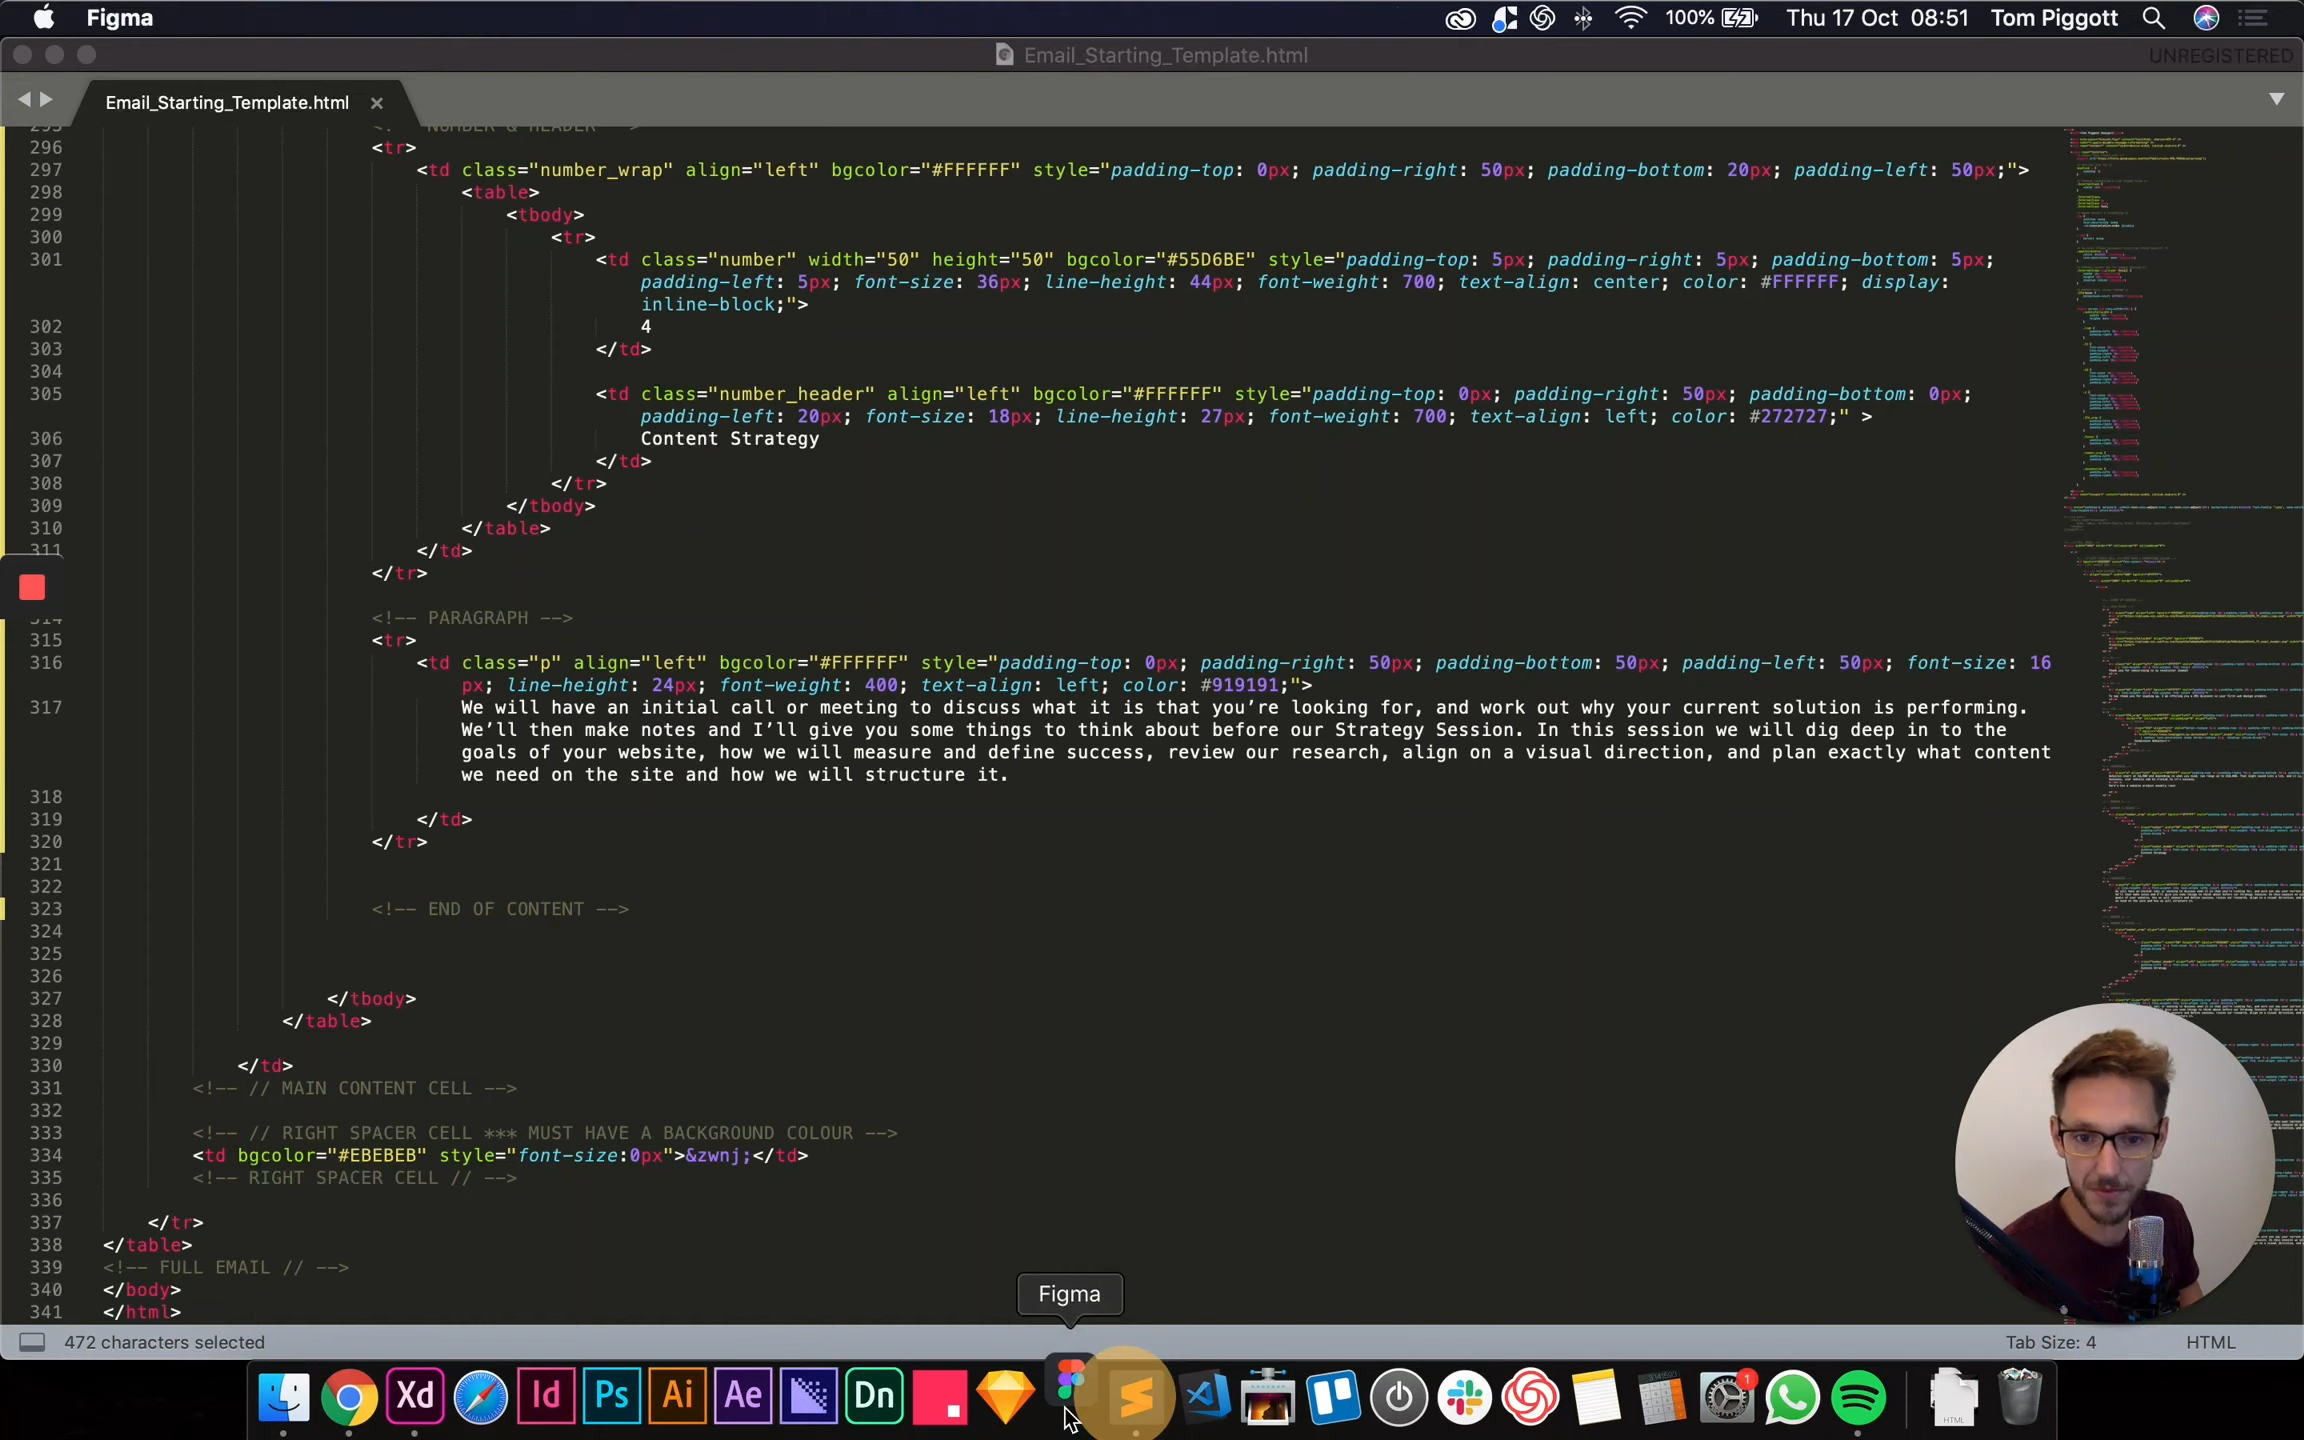 Figma
100%
Thu 17 Oct 08:51
Tom Piggott
Email_Starting_Template.html
UNREGISTERED
Email_Starting_Template.html ×
NUMBER & HEADER
296 <tr>
297 <td class="number_wrap" align="left" bgcolor="#FFFFFF" style="padding-top: 0px; padding-right: 50px; padding-bottom: 20px; padding-left: 50px;">
298 <table>
299 <tbody>
300 <tr>
301 <td class="number" width="50" height="50" bgcolor="#55D6BE" style="padding-top: 5px; padding-right: 5px; padding-bottom: 5px;
padding-left: 5px; font-size: 36px; line-height: 44px; font-weight: 700; text-align: center; color: #FFFFFF; display:
inline-block;">
302 4
303 </td>
304
305 <td class="number_header" align="left" bgcolor="#FFFFFF" style="padding-top: 0px; padding-right: 50px; padding-bottom: 0px;
padding-left: 20px; font-size: 18px; line-height: 27px; font-weight: 700; text-align: left; color: #272727;" >
306 Content Strategy
307 </td>
308 </tr>
309 </tbody>
310 </table>
311 </td>
</tr>
<!-- PARAGRAPH -->
315 <tr>
316 <td class="p" align="left" bgcolor="#FFFFFF" style="padding-top: 0px; padding-right: 50px; padding-bottom: 50px; padding-left: 50px; font-size: 16
px; line-height: 24px; font-weight: 400; text-align: left; color: #919191;">
317 We will have an initial call or meeting to discuss what it is that you’re looking for, and work out why your current solution is performing.
We’ll then make notes and I’ll give you some things to think about before our Strategy Session. In this session we will dig deep in to the
goals of your website, how we will measure and define success, review our research, align on a visual direction, and plan exactly what content
we need on the site and how we will structure it.
318
319 </td>
320 </tr>
321
322
323 <!-- END OF CONTENT -->
324
325
326
327 </tbody>
328 </table>
329
330 </td>
331 <!-- // MAIN CONTENT CELL -->
332
333 <!-- // RIGHT SPACER CELL *** MUST HAVE A BACKGROUND COLOUR -->
334 <td bgcolor="#EBEBEB" style="font-size:0px">&zwnj;</td>
335 <!-- RIGHT SPACER CELL // -->
336
337 </tr>
338 </table>
339 <!-- FULL EMAIL // -->
340 </body>
341 </html>
Figma
472 characters selected
Tab Size: 4
HTML
Xd
Id
Ps
Ai
Ae
Dn
1
HTML